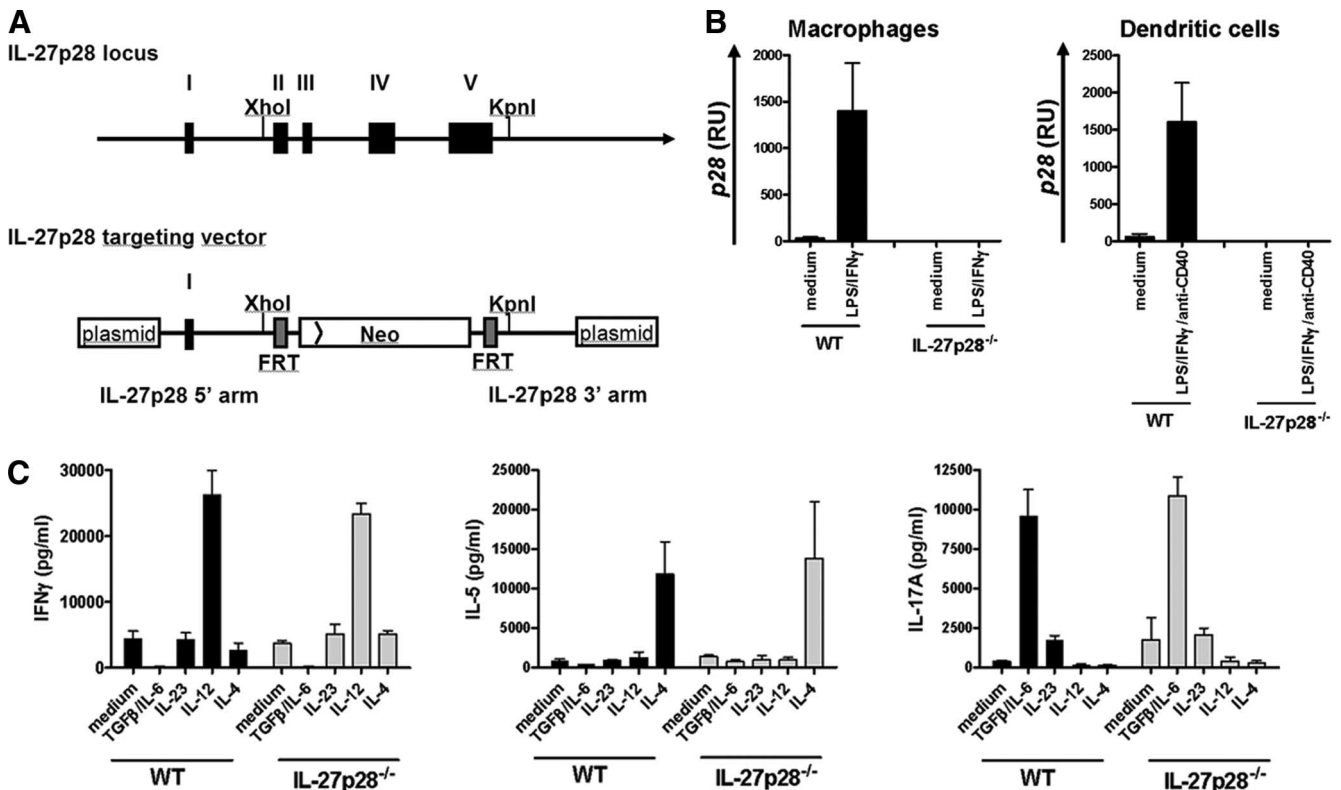 A
IL-27p28 locus
I II III IV V
XhoI KpnI
IL-27p28 targeting vector
I
XhoI KpnI
plasmid Neo plasmid
FRT FRT
IL-27p28 5' arm IL-27p28 3' arm
B
Macrophages
p28 (RU)
2000
1500
1000
500
0
medium
LPS/IFNγ
medium
LPS/IFNγ
WT
IL-27p28-/-
Dendritic cells
p28 (RU)
2500
2000
1500
1000
500
0
medium
LPS/IFNγ/anti-CD40
medium
LPS/IFNγ/anti-CD40
WT
IL-27p28-/-
C
IFNγ (pg/ml)
30000
20000
10000
0
medium
TGFβ/IL-6
IL-23
IL-12
IL-4
medium
TGFβ/IL-6
IL-23
IL-12
IL-4
WT
IL-27p28-/-
IL-5 (pg/ml)
25000
20000
15000
10000
5000
0
medium
TGFβ/IL-6
IL-23
IL-12
IL-4
medium
TGFβ/IL-6
IL-23
IL-12
IL-4
WT
IL-27p28-/-
IL-17A (pg/ml)
12500
10000
7500
5000
2500
0
medium
TGFβ/IL-6
IL-23
IL-12
IL-4
medium
TGFβ/IL-6
IL-23
IL-12
IL-4
WT
IL-27p28-/-